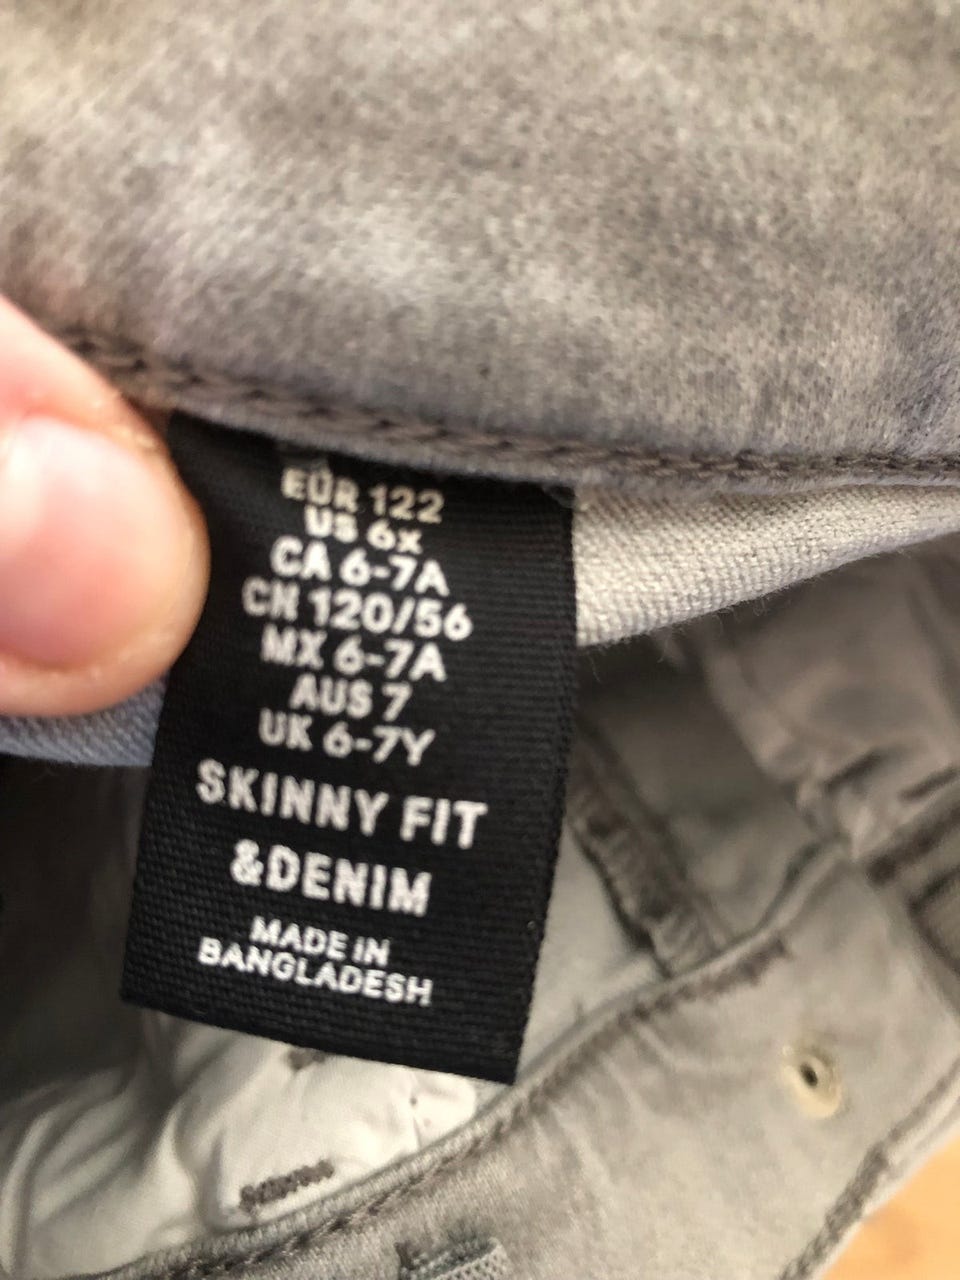 EUR 122
US 6x
CA 6-7A
CN 120/56
MX 6-7A
AUS 7
UK 6-7Y
SKINNY FIT
&DENIM
MADE IN
BANGLADESH